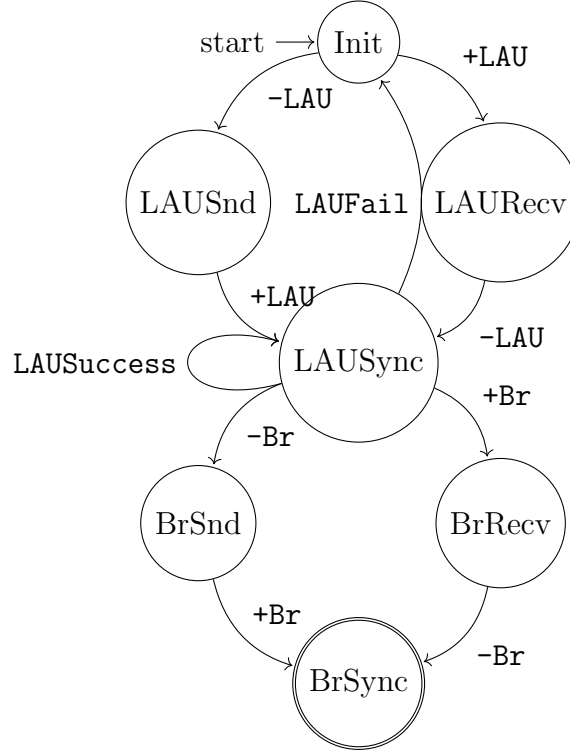 start
Init
+LAU
-LAU
LAUSnd
LAUFail
LAURecv
+LAU
-LAU
LAUSuccess
LAUSync
+Br
-Br
BrSnd
BrRecv
+Br
-Br
BrSync